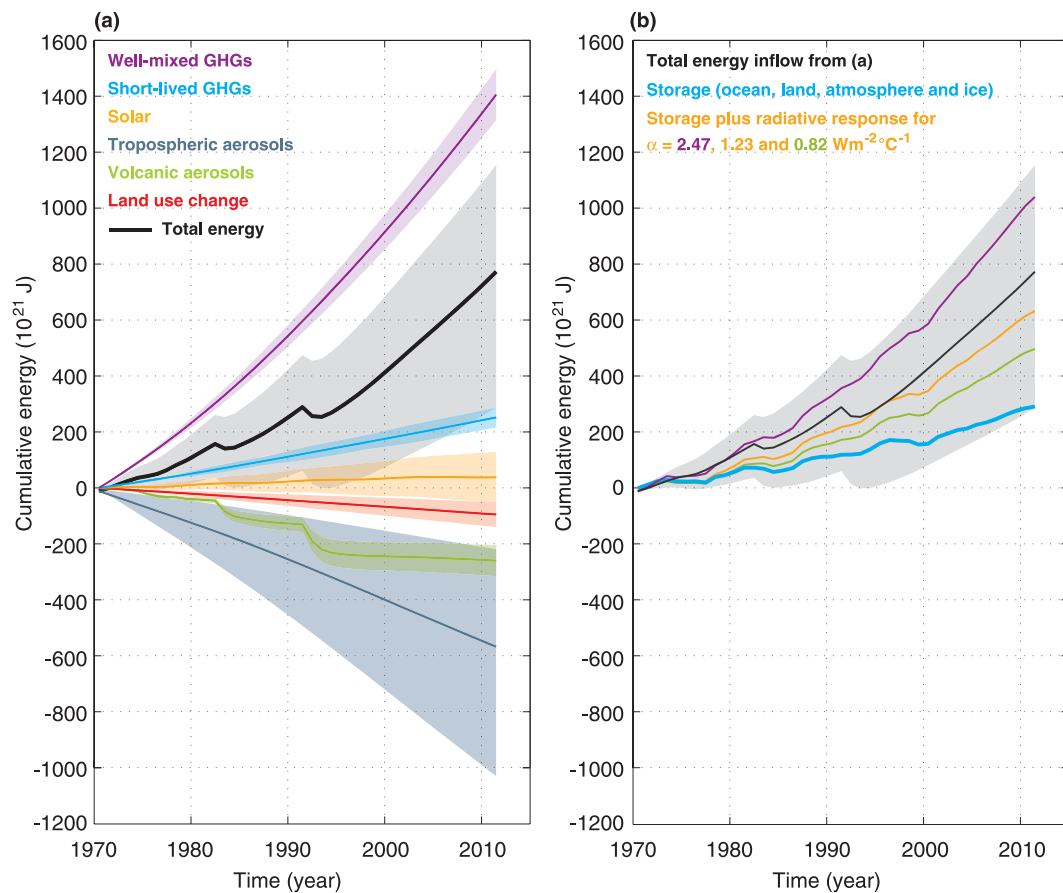 (a)
1600
1400
1200
1000
800
600
400
200
0
-200
-400
-600
-800
-1000
-1200
Cumulative energy (10²¹ J)
Well-mixed GHGs
Short-lived GHGs
Solar
Tropospheric aerosols
Volcanic aerosols
Land use change
Total energy
1970 1980 1990 2000 2010
Time (year)
(b)
1600
1400
1200
1000
800
600
400
200
0
-200
-400
-600
-800
-1000
-1200
Cumulative energy (10²¹ J)
Total energy inflow from (a)
Storage (ocean, land, atmosphere and ice)
Storage plus radiative response for
α = 2.47, 1.23 and 0.82 Wm⁻²°C⁻¹
1970 1980 1990 2000 2010
Time (year)